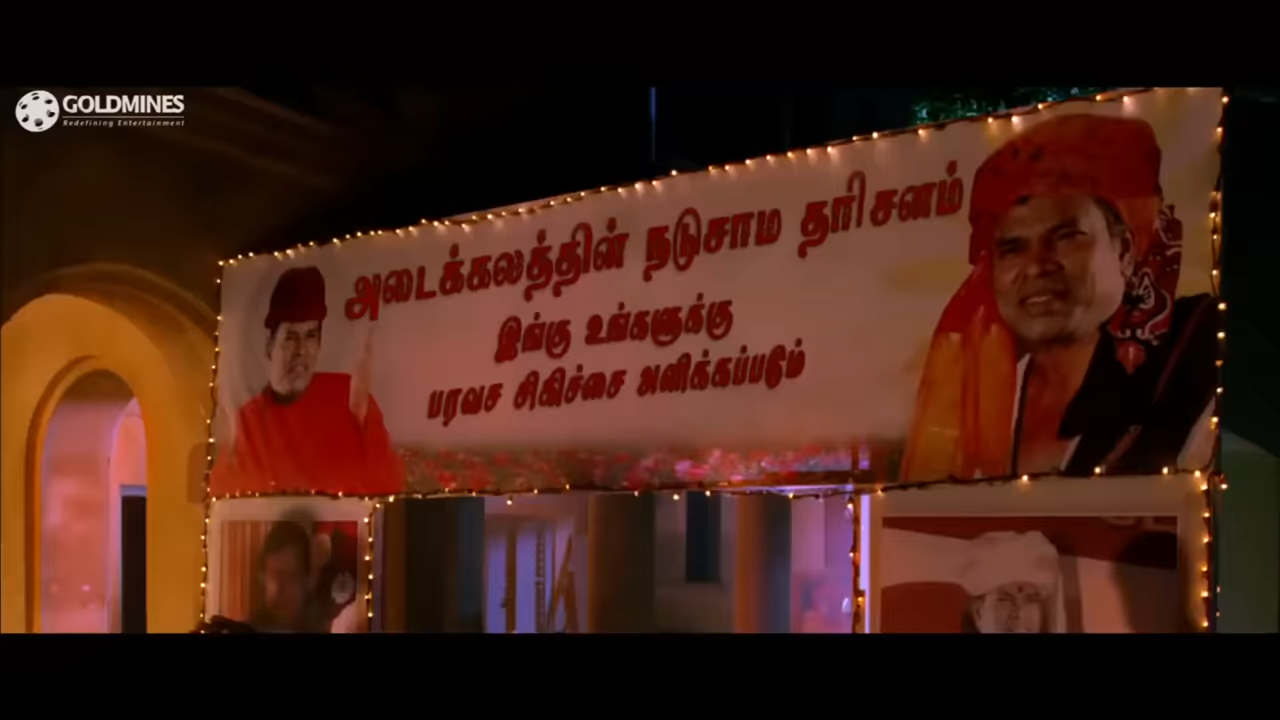 GOLDMINES
Redefining Entertainment
அடைக்கலத்தின் நடுசாம தரிசனம்
இங்கு உங்களுக்கு
பரவச சிகிச்சை அளிக்கப்படும்